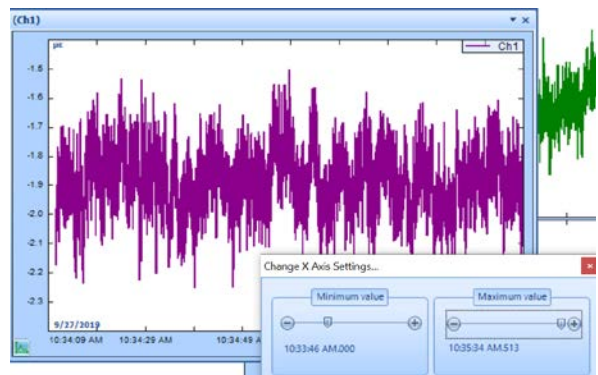 (Ch1)
με
Ch1
-1.5
-1.6
-1.7
-1.8
-1.9
-2.0
-2.1
-2.2
-2.3
9/27/2019
10:34:09 AM
10:34:29 AM
10:34:49
Change X Axis Settings...
Minimum value
Maximum value
10:33:46 AM.000
10:35:34 AM.513